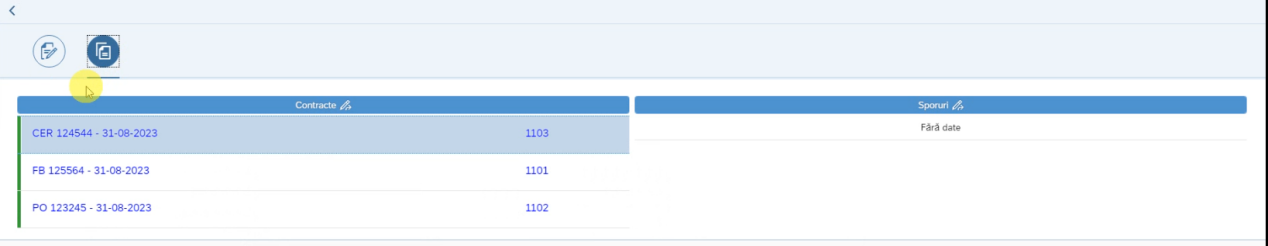 Contracte
CER 124544 - 31-08-2023 1103
FB 125564 - 31-08-2023 1101
PO 123245 - 31-08-2023 1102
Sporuri
Fără date